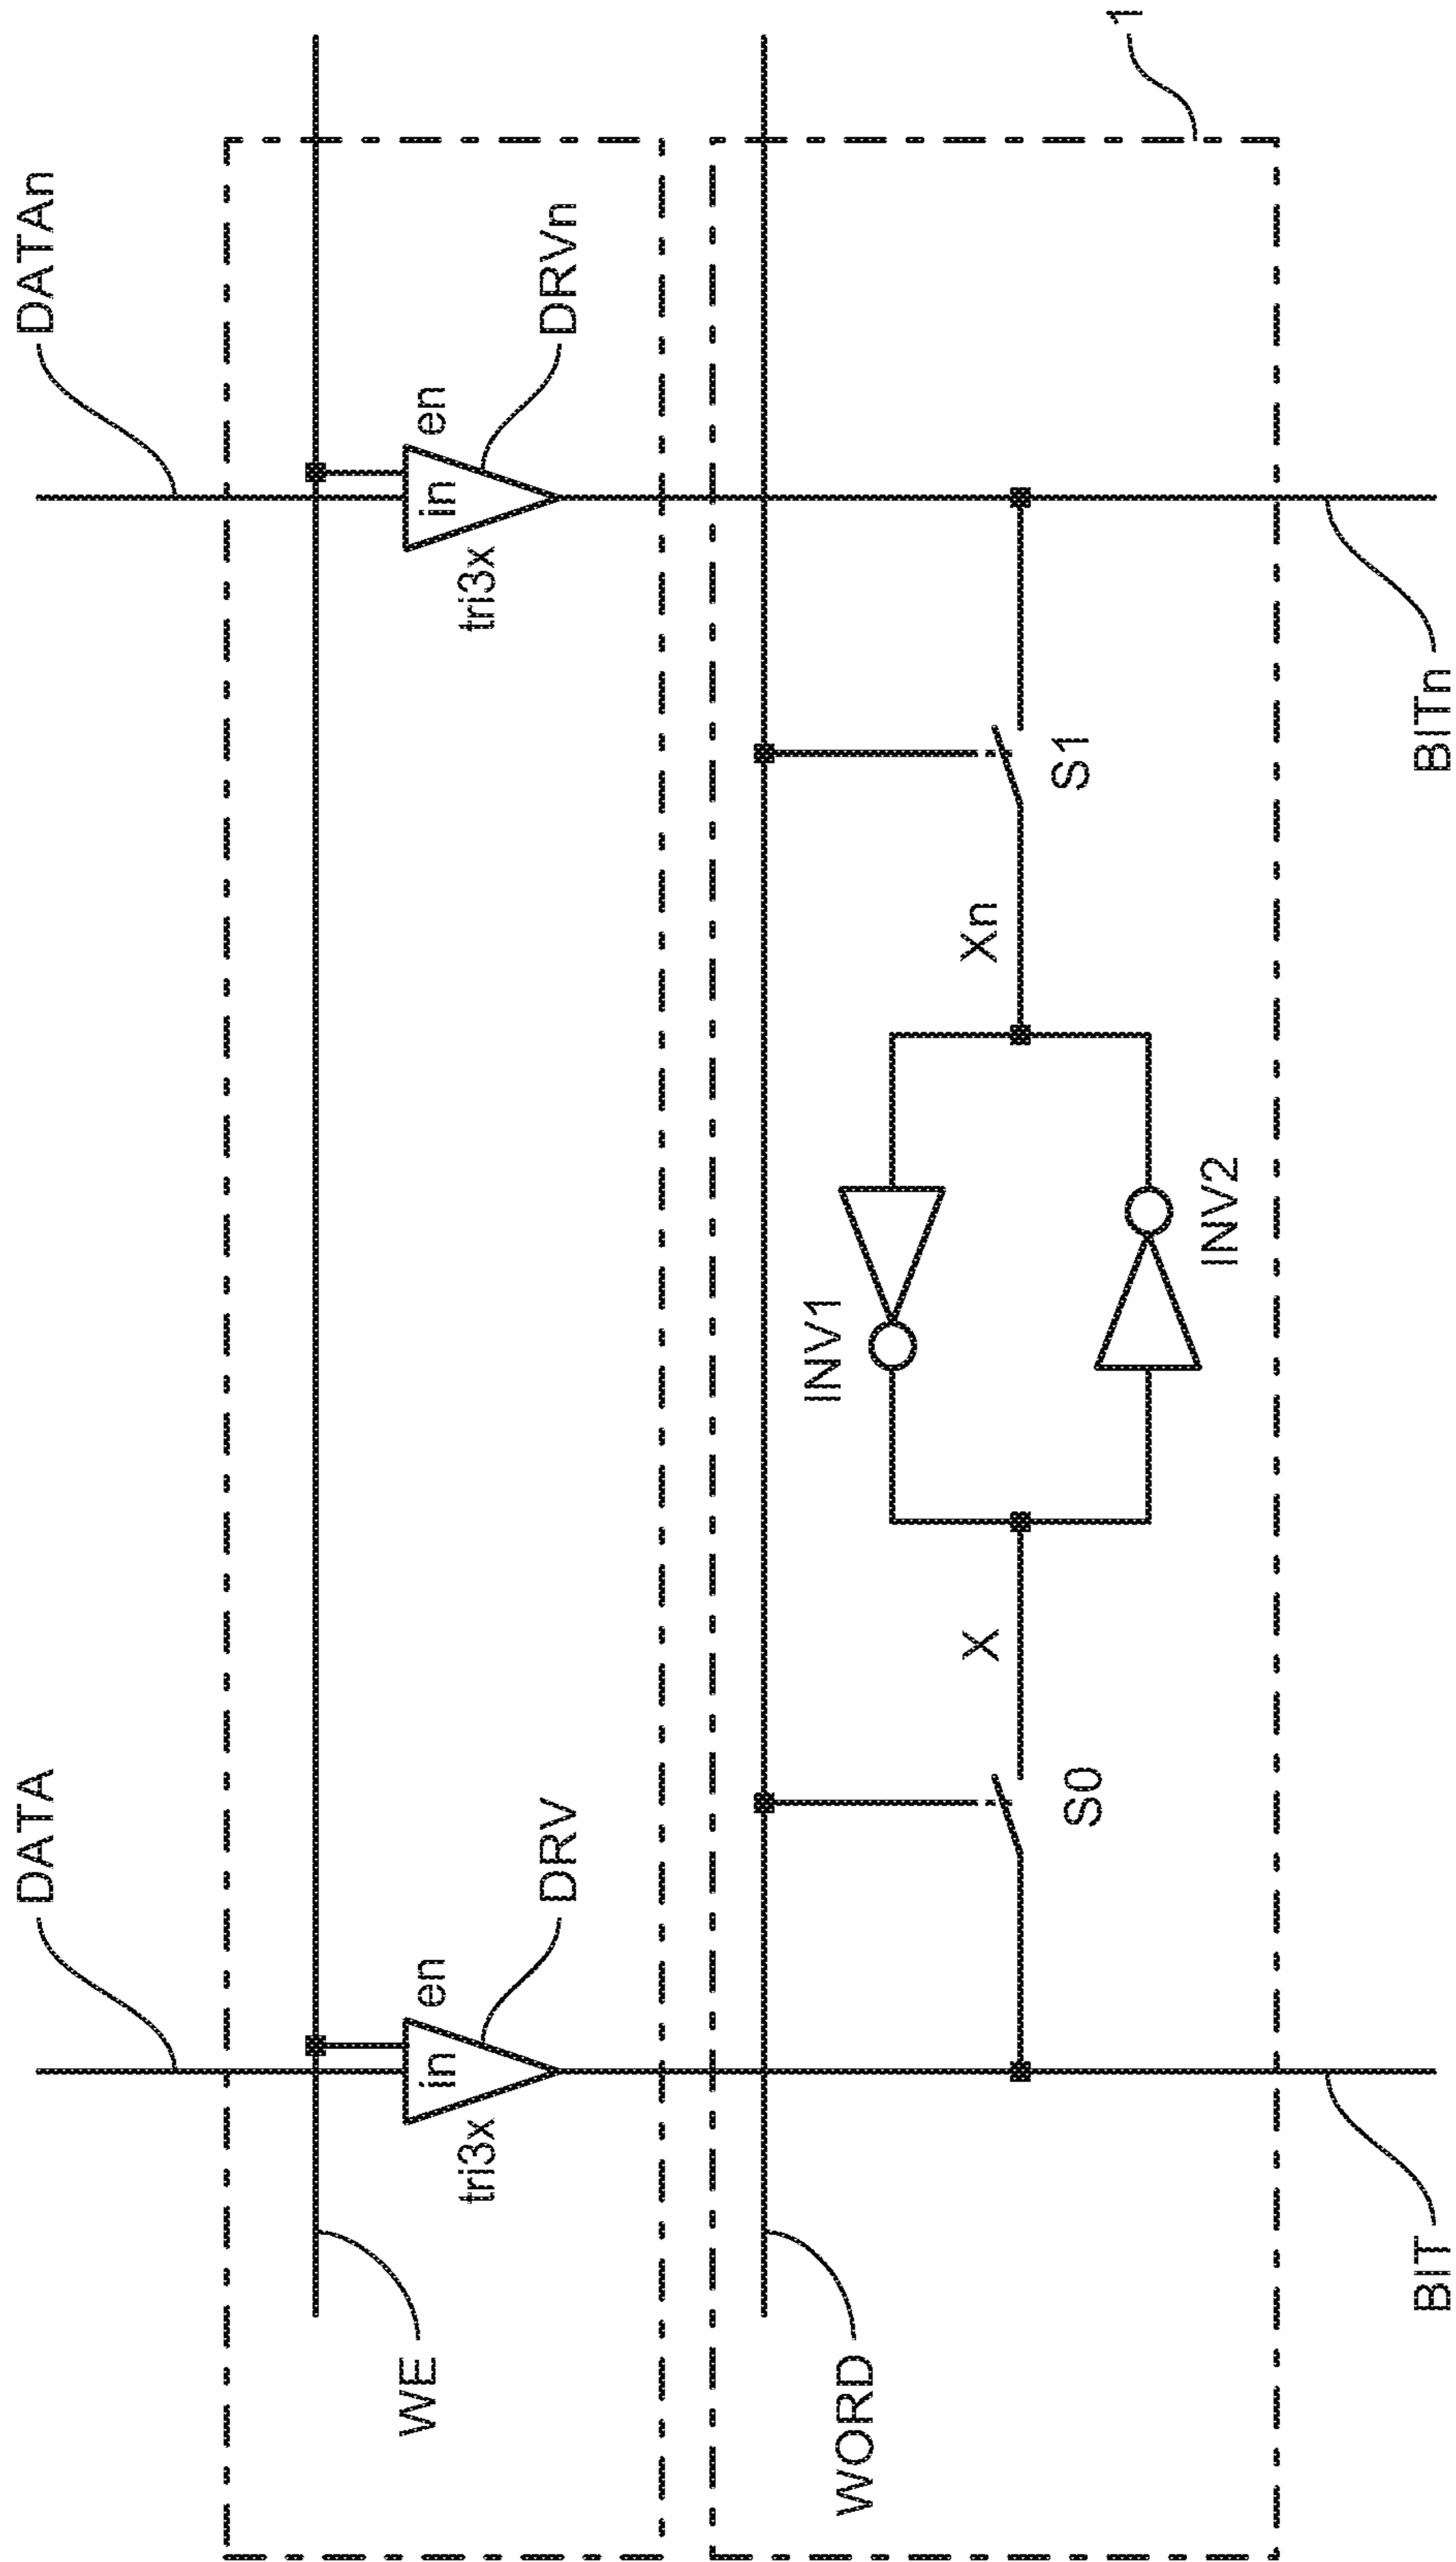 DATA
DATAn
WE
en
in
tri3x
DRV
en
in
tri3x
DRVn
WORD
INV1
X
Xn
S0
S1
INV2
1
BIT
BITn